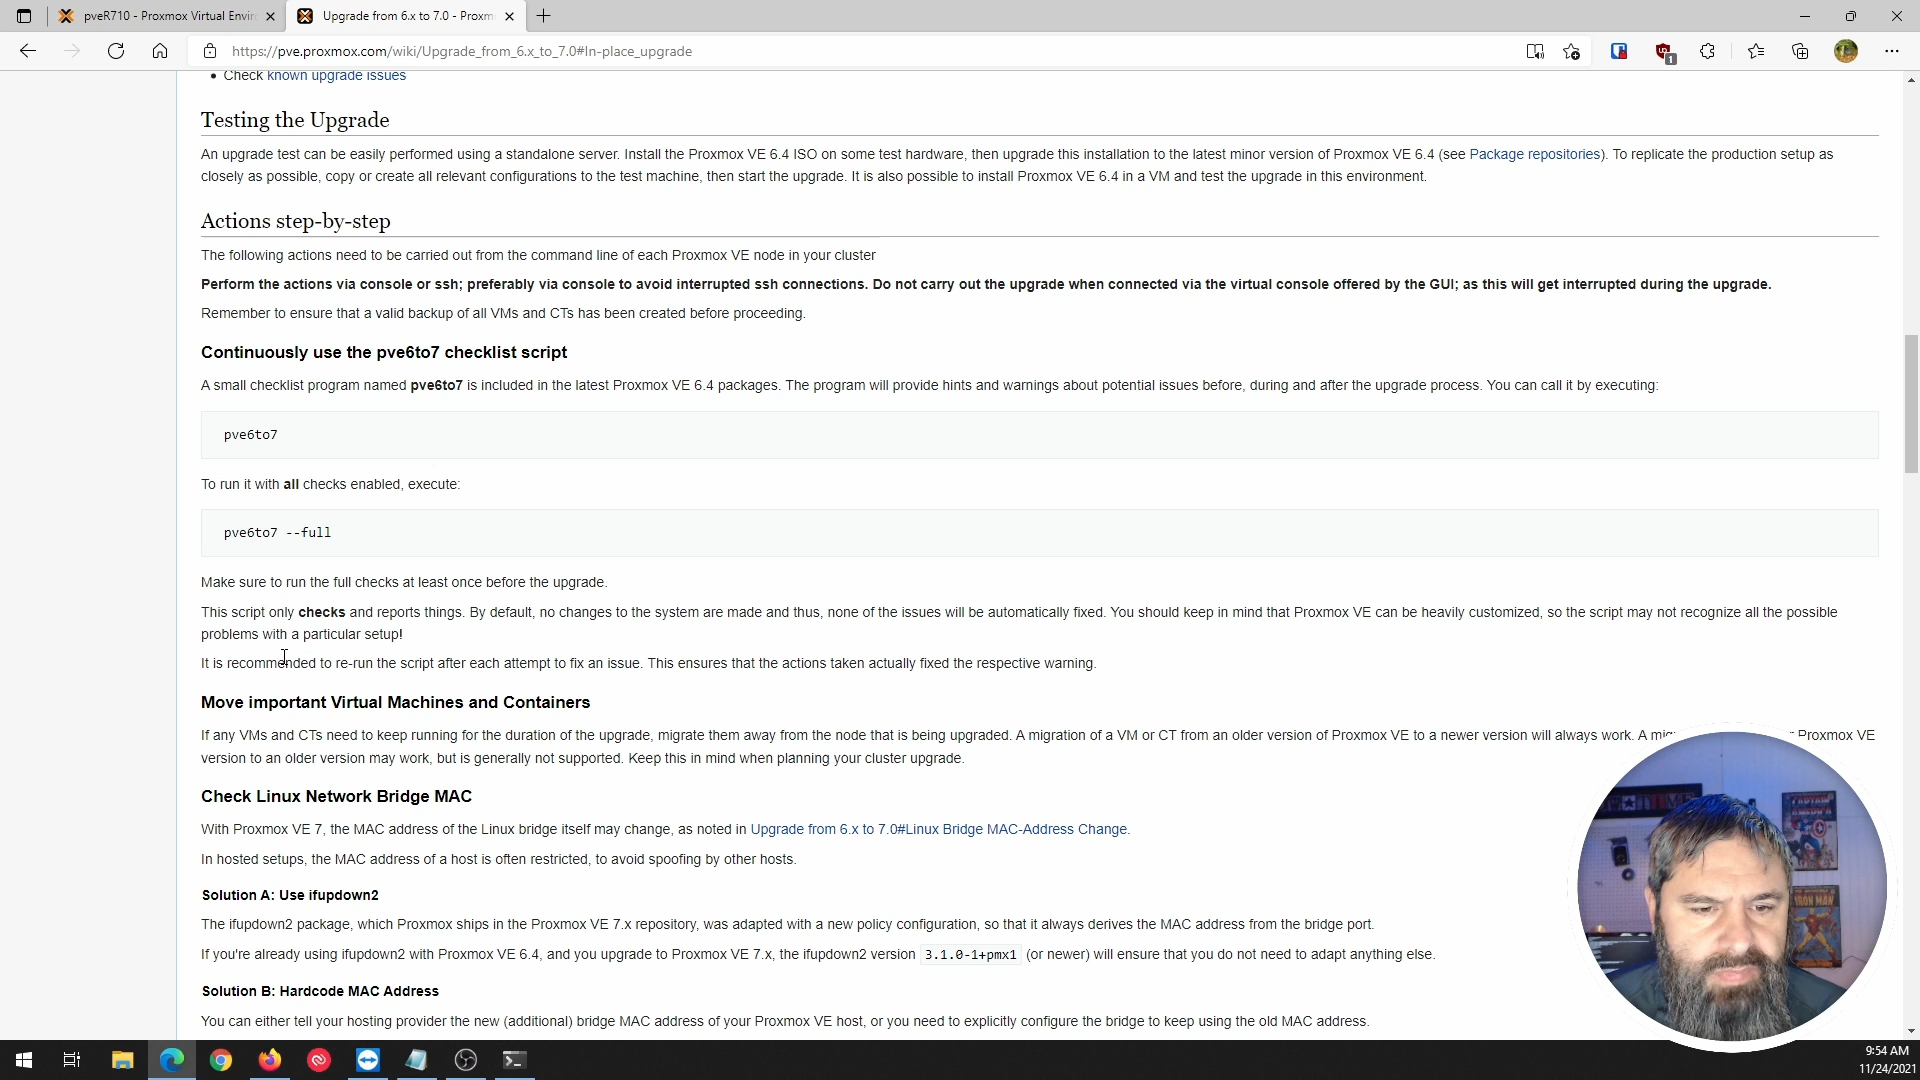 pveR710 - Proxmox Virtual Envir
Upgrade from 6.x to 7.0 - Proxm
https://pve.proxmox.com/wiki/Upgrade_from_6.x_to_7.0#In-place_upgrade
1
• Check known upgrade issues
Testing the Upgrade
An upgrade test can be easily performed using a standalone server. Install the Proxmox VE 6.4 ISO on some test hardware, then upgrade this installation to the latest minor version of Proxmox VE 6.4 (see Package repositories). To replicate the production setup as
closely as possible, copy or create all relevant configurations to the test machine, then start the upgrade. It is also possible to install Proxmox VE 6.4 in a VM and test the upgrade in this environment.
Actions step-by-step
The following actions need to be carried out from the command line of each Proxmox VE node in your cluster
Perform the actions via console or ssh; preferably via console to avoid interrupted ssh connections. Do not carry out the upgrade when connected via the virtual console offered by the GUI; as this will get interrupted during the upgrade.
Remember to ensure that a valid backup of all VMs and CTs has been created before proceeding.
Continuously use the pve6to7 checklist script
A small checklist program named pve6to7 is included in the latest Proxmox VE 6.4 packages. The program will provide hints and warnings about potential issues before, during and after the upgrade process. You can call it by executing:
pve6to7
To run it with all checks enabled, execute:
pve6to7 --full
Make sure to run the full checks at least once before the upgrade.
This script only checks and reports things. By default, no changes to the system are made and thus, none of the issues will be automatically fixed. You should keep in mind that Proxmox VE can be heavily customized, so the script may not recognize all the possible
problems with a particular setup!
It is recommended to re-run the script after each attempt to fix an issue. This ensures that the actions taken actually fixed the respective warning.
Move important Virtual Machines and Containers
If any VMs and CTs need to keep running for the duration of the upgrade, migrate them away from the node that is being upgraded. A migration of a VM or CT from an older version of Proxmox VE to a newer version will always work. A Proxmox VE
version to an older version may work, but is generally not supported. Keep this in mind when planning your cluster upgrade.
Check Linux Network Bridge MAC
With Proxmox VE 7, the MAC address of the Linux bridge itself may change, as noted in Upgrade from 6.x to 7.0#Linux Bridge MAC-Address Change.
In hosted setups, the MAC address of a host is often restricted, to avoid spoofing by other hosts.
Solution A: Use ifupdown2
The ifupdown2 package, which Proxmox ships in the Proxmox VE 7.x repository, was adapted with a new policy configuration, so that it always derives the MAC address from the bridge port.
If you're already using ifupdown2 with Proxmox VE 6.4, and you upgrade to Proxmox VE 7.x, the ifupdown2 version 3.1.0-1+pmx1 (or newer) will ensure that you do not need to adapt anything else.
Solution B: Hardcode MAC Address
You can either tell your hosting provider the new (additional) bridge MAC address of your Proxmox VE host, or you need to explicitly configure the bridge to keep using the old MAC address.
IRON MAN
9:54 AM
11/24/2021